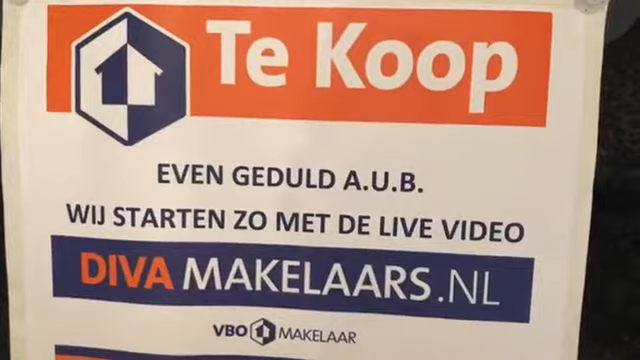 Te Koop
EVEN GEDULD A.U.B.
WIJ STARTEN ZO MET DE LIVE VIDEO
DIVA MAKELAARS.NL
VBO MAKELAAR